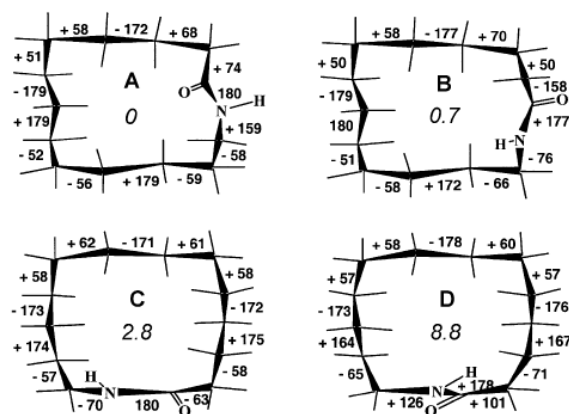 + 58 - 172 + 68
+ 51 + 74
A
O 180 H
- 179 N
0
+179 + 159
- 52 - 58
- 56 + 179 - 59
+ 58 - 177 + 70
+ 50 + 50
B - 158
- 179 O
0.7 + 177
180 H N
- 51 - 76
- 58 + 172 - 66
+ 62 - 171 + 61
+ 58 + 58
C
-173 - 172
2.8
+ 174 + 175
- 57 H - 58
N
- 70 180 O - 63
+ 58 - 178 + 60
+ 57 + 57
D
- 173 - 176
8.8
+ 164 + 167
- 65 H - 71
N + 178
+ 126 O + 101